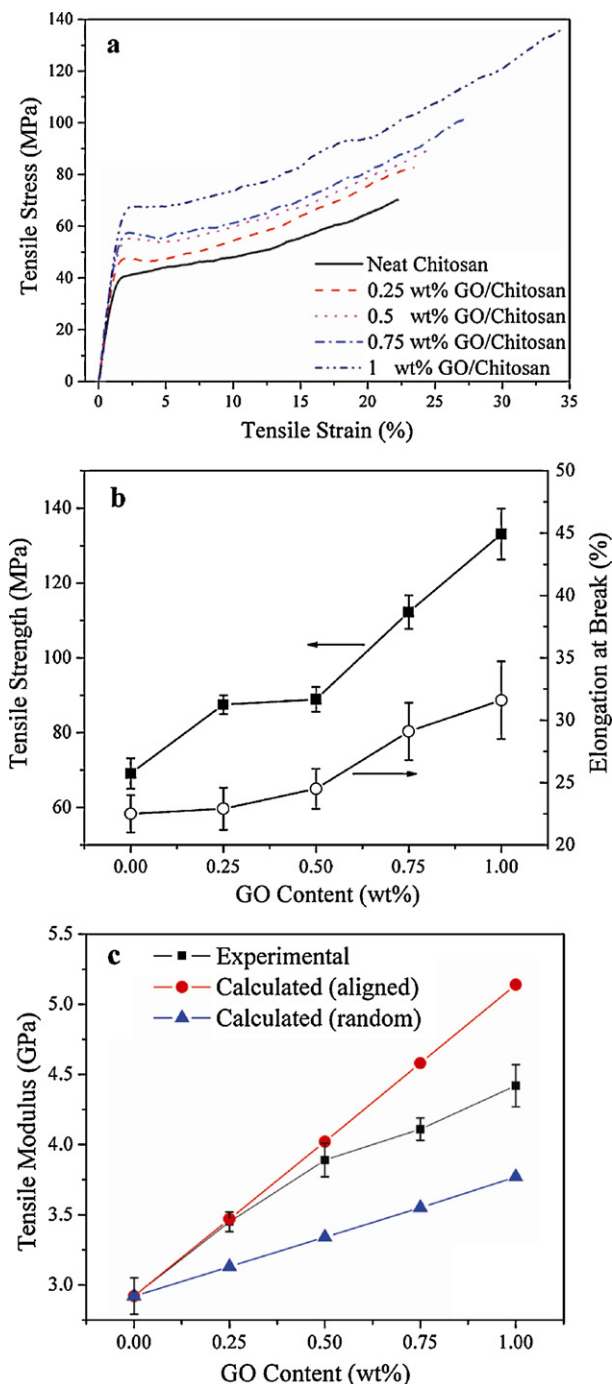 a
Tensile Stress (MPa)
140
120
100
80
60
40
20
0
Neat Chitosan
0.25 wt% GO/Chitosan
0.5 wt% GO/Chitosan
0.75 wt% GO/Chitosan
1 wt% GO/Chitosan
0 5 10 15 20 25 30 35
Tensile Strain (%)
b
Tensile Strength (MPa)
140
120
100
80
60
50
45
40
35
30
25
20
Elongation at Break (%)
0.00 0.25 0.50 0.75 1.00
GO Content (wt%)
c
Tensile Modulus (GPa)
5.5
5.0
4.5
4.0
3.5
3.0
Experimental
Calculated (aligned)
Calculated (random)
0.00 0.25 0.50 0.75 1.00
GO Content (wt%)